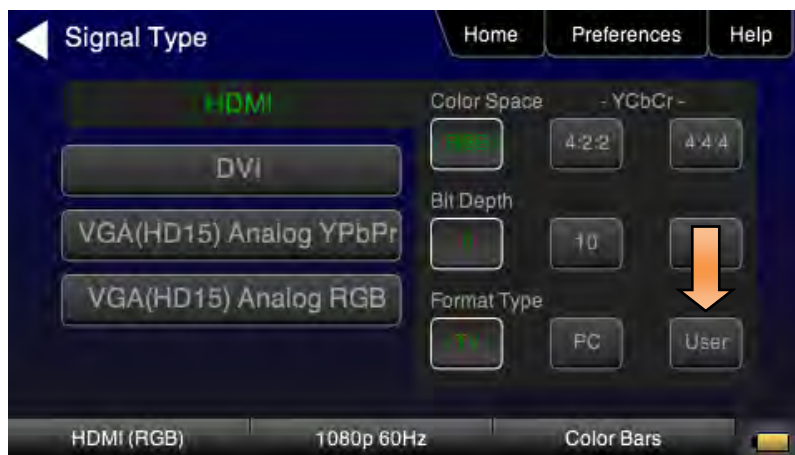 Signal Type Home Preferences Help
HDMI Color Space - YCbCr -
DVI RGB 4:2:2 4:4:4
Bit Depth
VGA(HD15) Analog YPbPr 10
VGA(HD15) Analog RGB Format Type
PC User
HDMI (RGB) 1080p 60Hz Color Bars